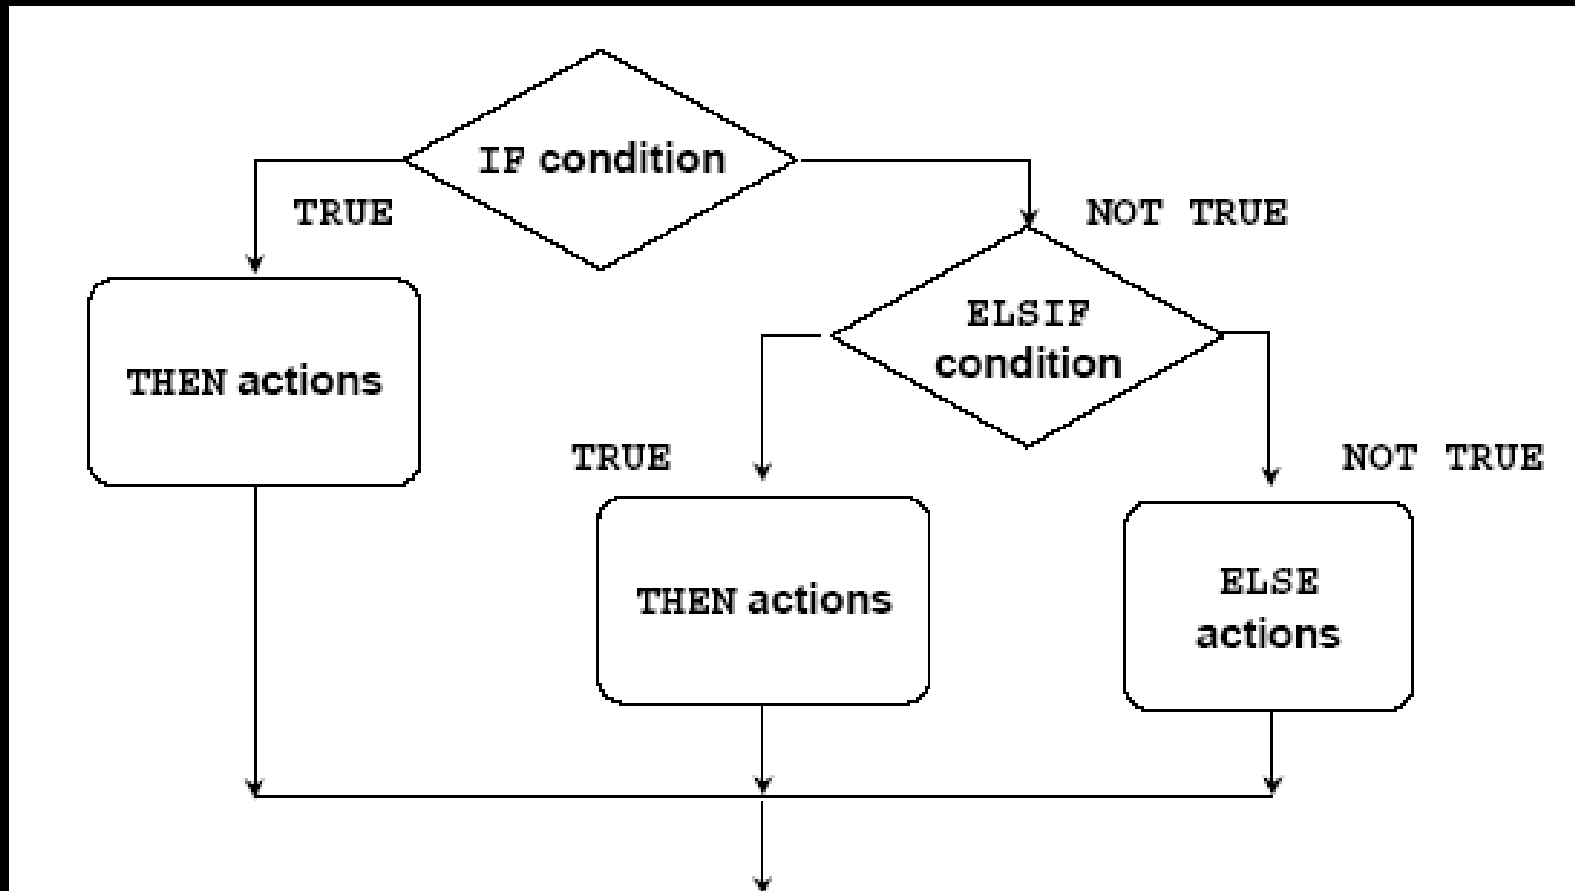 IF condition
TRUE
NOT TRUE
ELSIF
condition
THEN actions
TRUE
NOT TRUE
THEN actions
ELSE
actions